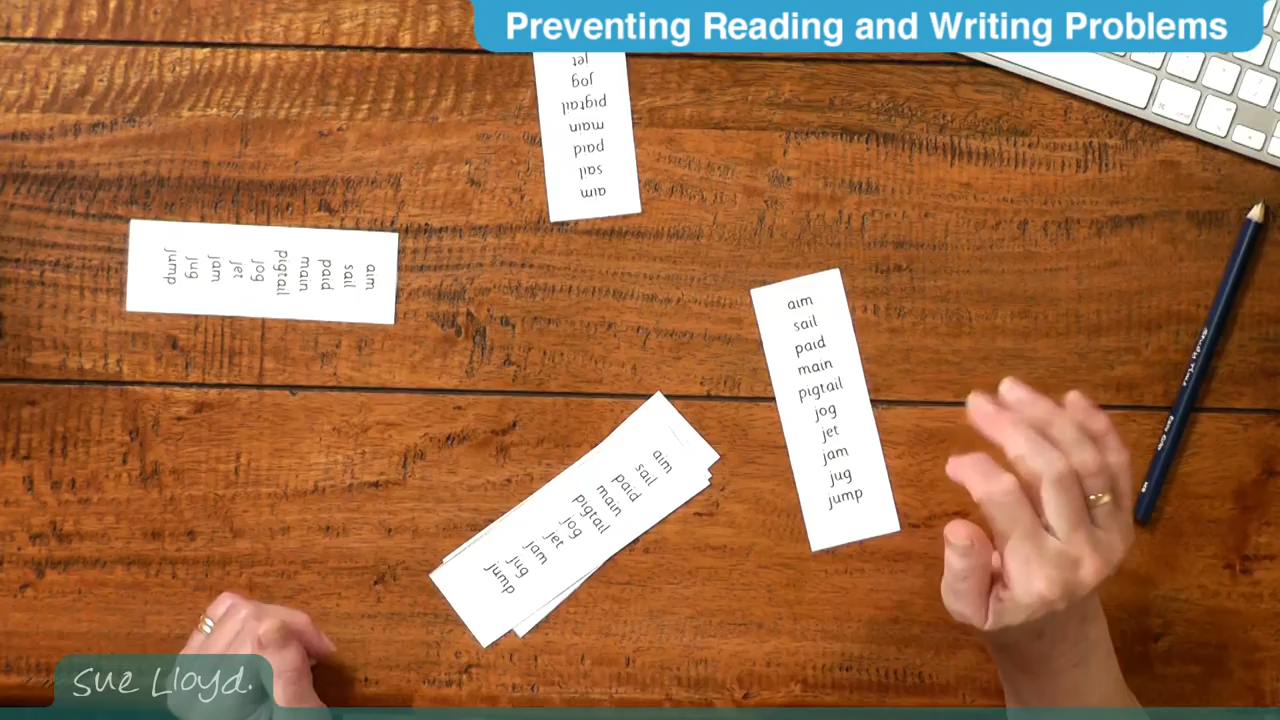 Preventing Reading and Writing Problems
jet
jog
pigtail
main
paid
sail
aim
aim
sail
paid
main
pigtail
jog
jet
jam
jug
jump
aim
sail
paid
main
pigtail
jog
jet
jam
jug
jump
aim
sail
paid
main
pigtail
jog
jet
jam
jug
jump
Sue Lloyd.